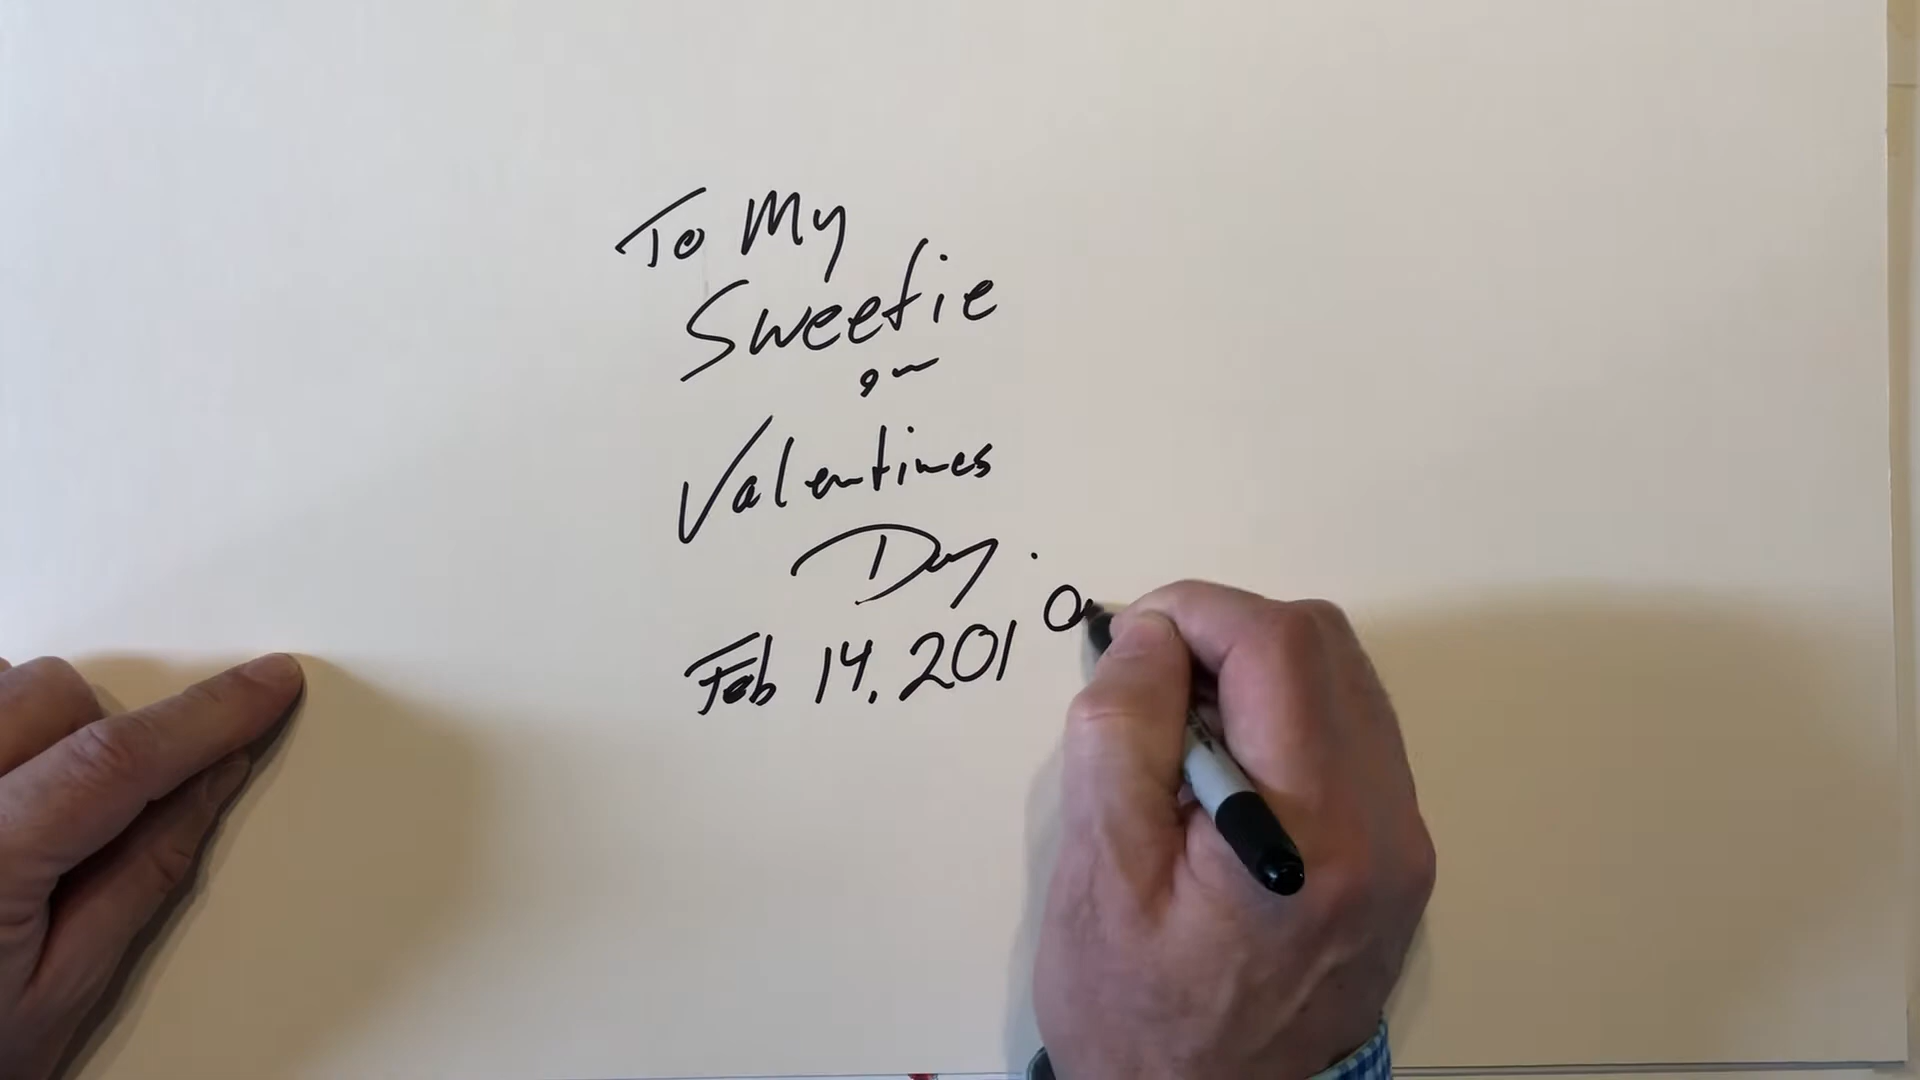 To My
Sweetie
on
Valentines
Day.
Feb 14, 201